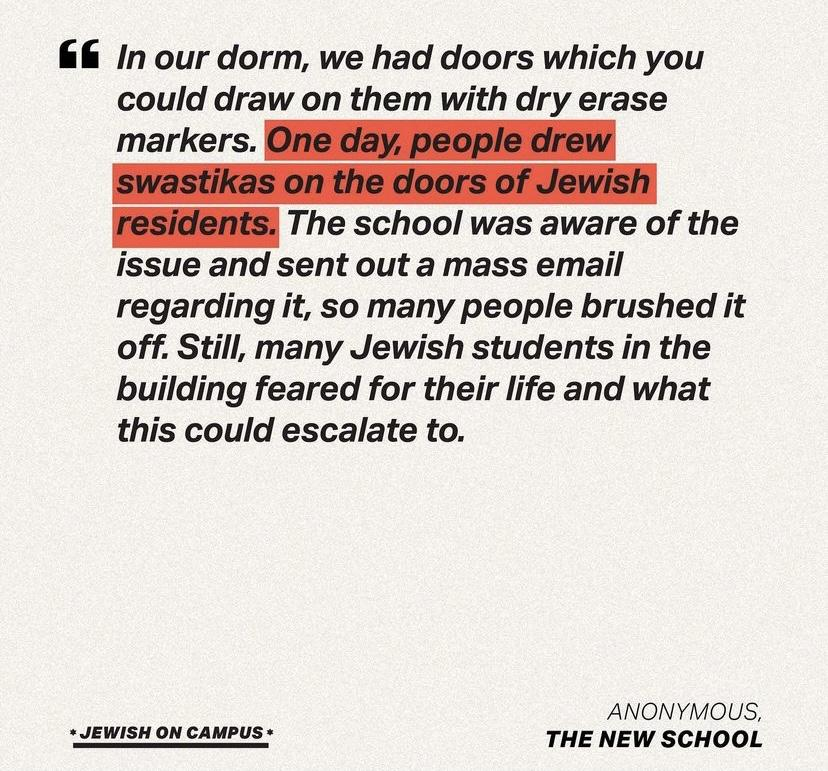 “ In our dorm, we had doors which you
could draw on them with dry erase
markers. One day, people drew
swastikas on the doors of Jewish
residents. The school was aware of the
issue and sent out a mass email
regarding it, so many people brushed it
off. Still, many Jewish students in the
building feared for their life and what
this could escalate to.
ANONYMOUS,
THE NEW SCHOOL
* JEWISH ON CAMPUS *